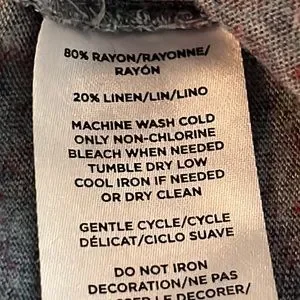 80% RAYON/RAYONNE/
RAYÓN
20% LINEN/LIN/LINO
MACHINE WASH COLD
ONLY NON-CHLORINE
BLEACH WHEN NEEDED
TUMBLE DRY LOW
COOL IRON IF NEEDED
OR DRY CLEAN
GENTLE CYCLE/CYCLE
DÉLICAT/CICLO SUAVE
DO NOT IRON
DECORATION/NE PAS
LE DECORER/